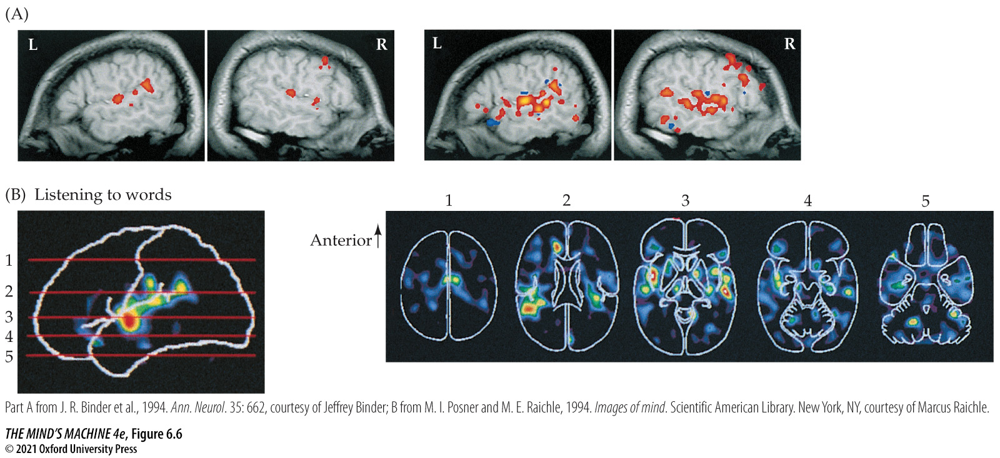 (A)
L
R
L
R
(B) Listening to words
1
2
3
4
5
Anterior
1
2
3
4
5
Part A from J. R. Binder et al., 1994. Ann. Neurol. 35: 662, courtesy of Jeffrey Binder; B from M. I. Posner and M. E. Raichle, 1994. Images of mind. Scientific American Library. New York, NY, courtesy of Marcus Raichle.
THE MIND'S MACHINE 4e, Figure 6.6
© 2021 Oxford University Press